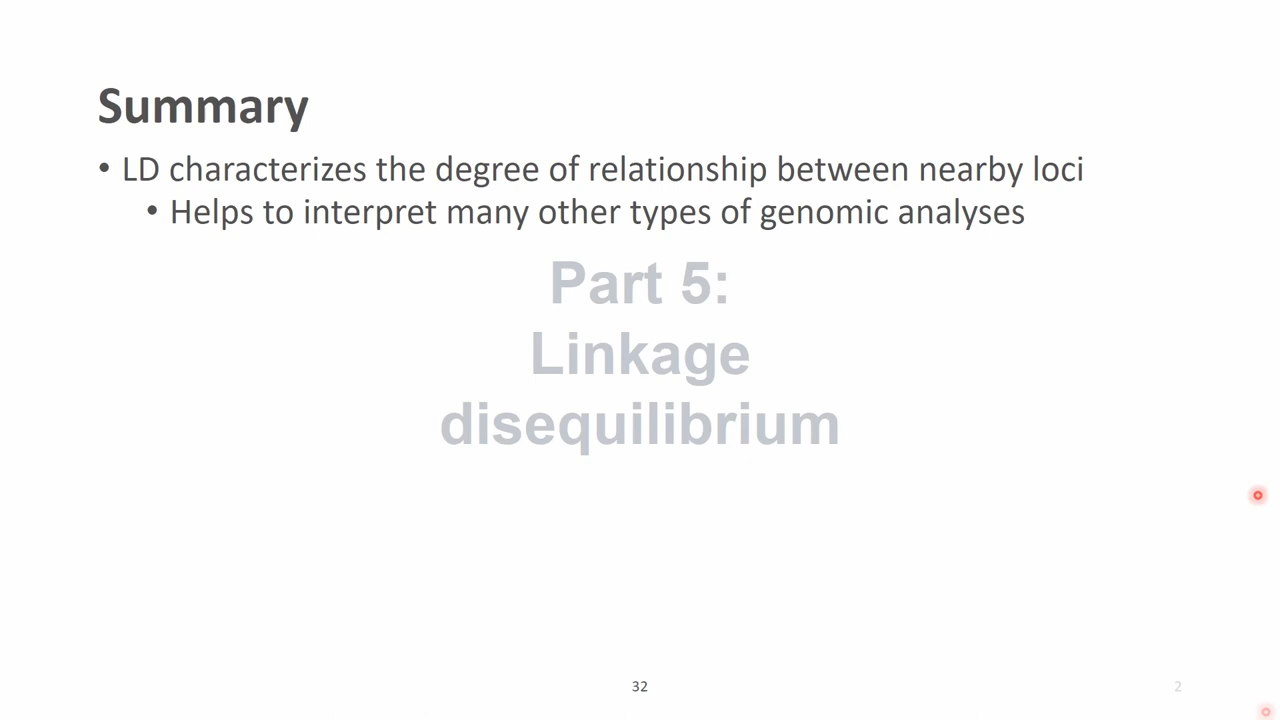 Summary
• LD characterizes the degree of relationship between nearby loci
• Helps to interpret many other types of genomic analyses
Part 5:
Linkage
disequilibrium
32
2